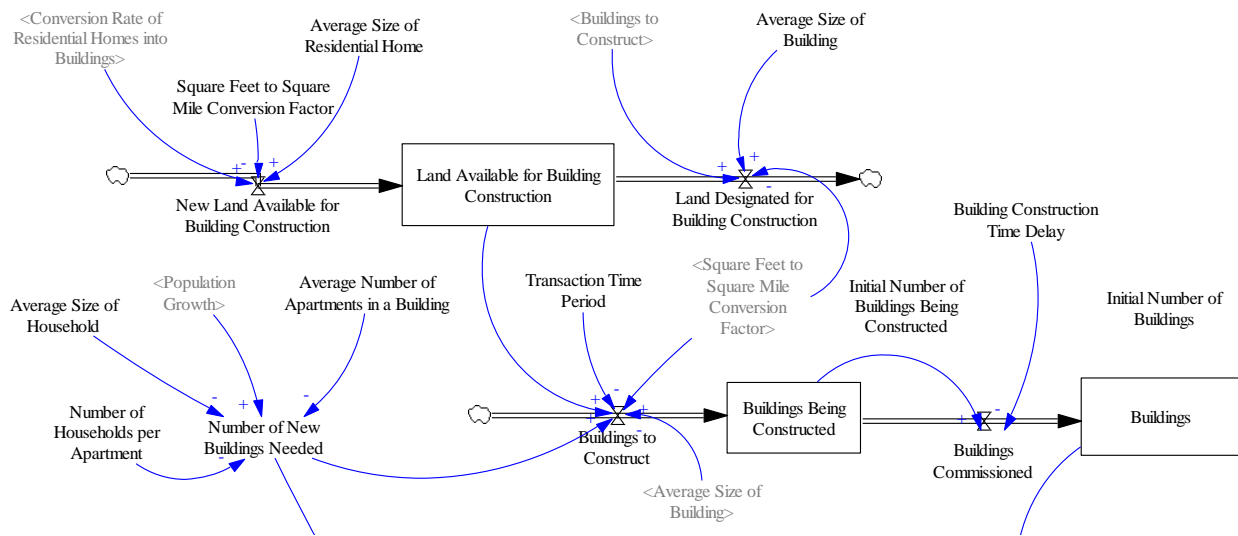 <Conversion Rate of
Residential Homes into
Buildings>
Average Size of
Residential Home
<Buildings to
Construct>
Average Size of
Building
Square Feet to Square
Mile Conversion Factor
+
-
+
+
+
-
Land Available for Building
Construction
New Land Available for
Building Construction
Land Designated for
Building Construction
Building Construction
Time Delay
<Population
Growth>
Average Number of
Apartments in a Building
Transaction Time
Period
<Square Feet to
Square Mile
Conversion
Factor>
Initial Number of
Buildings Being
Constructed
Initial Number of
Buildings
Average Size of
Household
-
+
-
-
+
-
+
+
-
+
-
Number of
Households per
Apartment
Number of New
Buildings Needed
Buildings to
Construct
Buildings Being
Constructed
Buildings
Commissioned
Buildings
<Average Size of
Building>